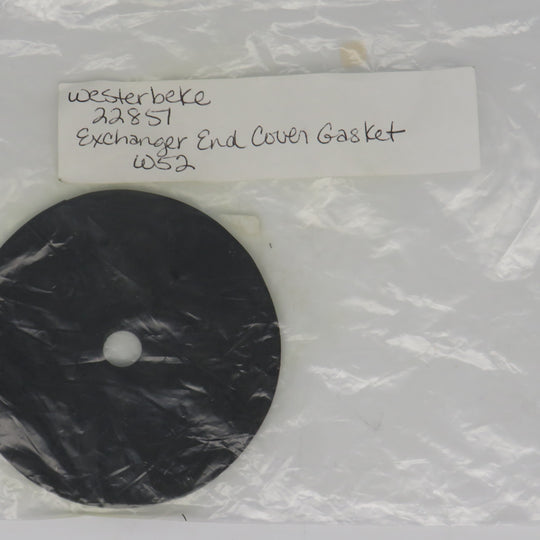 Westerbeke
22851
Exchanger End Cover Gasket
W52